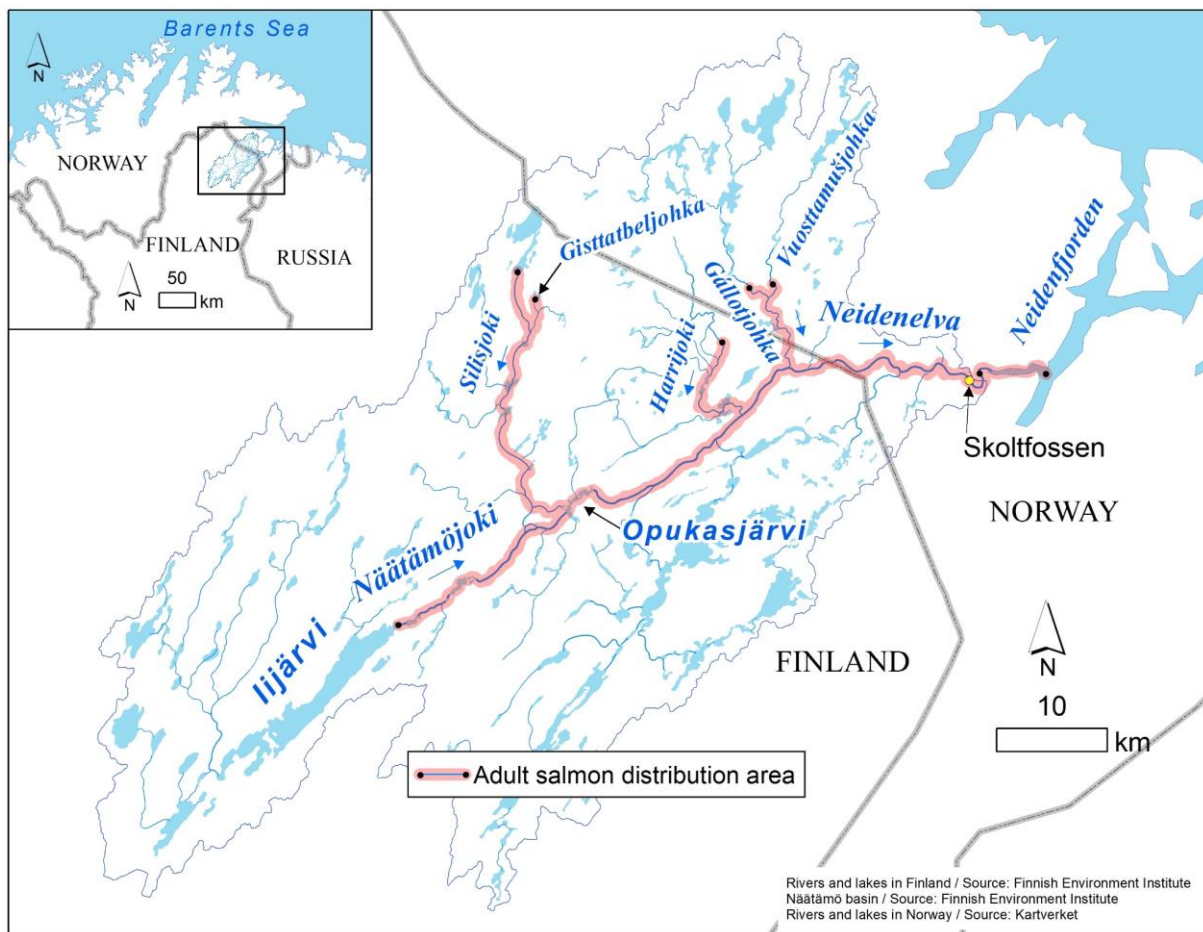 Barents Sea
N
NORWAY
FINLAND
RUSSIA
N
50
km
Gisttatbeljohka
Vuosttamušjohka
Silisjoki
Harrijoki
Gállotjohka
Neidenelva
Neidenfjorden
Skoltfossen
NORWAY
Opukasjärvi
Näätämöjoki
Iijärvi
FINLAND
N
10
km
Adult salmon distribution area
Rivers and lakes in Finland / Source: Finnish Environment Institute
Näätämö basin / Source: Finnish Environment Institute
Rivers and lakes in Norway / Source: Kartverket